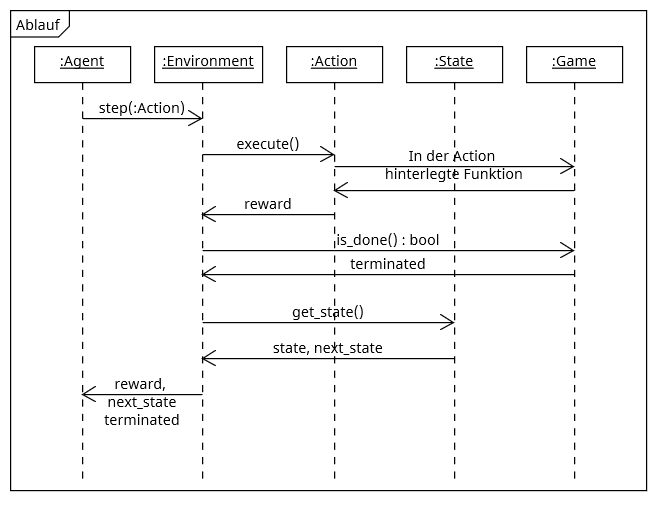 Ablauf
:Agent
:Environment
:Action
:State
:Game
step(:Action)
execute()
In der Action
hinterlegte Funktion
reward
is_done() : bool
terminated
get_state()
state, next_state
reward,
next_state
terminated